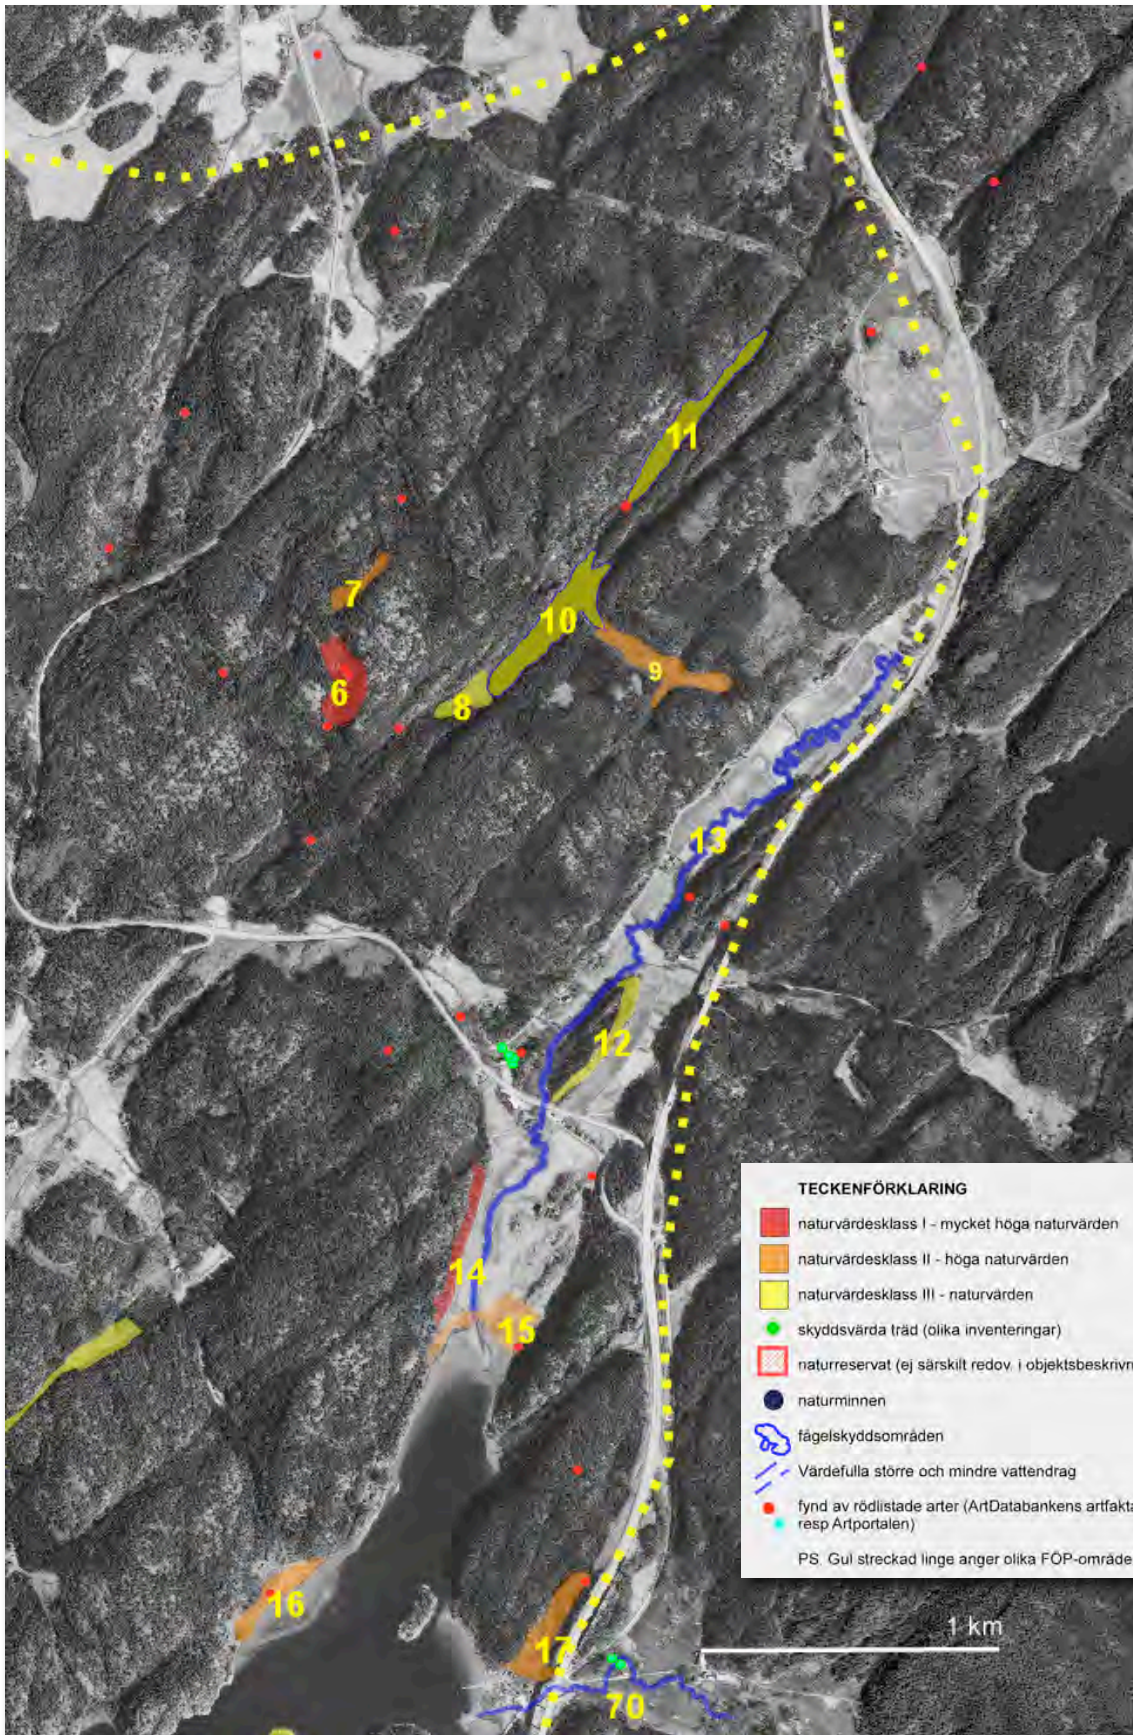 11
7
10
9
6
8
13
12
TECKENFÖRKLARING
naturvärdesklass I - mycket höga naturvärden
naturvärdesklass II - höga naturvärden
14
naturvärdesklass III - naturvärden
15
skyddsvärda träd (olika inventeringar)
naturreservat (ej särskilt redov. i objektsbeskrivn
naturminnen
fågelskyddsområden
Värdefulla större och mindre vattendrag
fynd av rödlistade arter (ArtDatabankens artfakta
resp Artportalen)
PS. Gul streckad linge anger olika FÖP-område
16
1 km
17
70